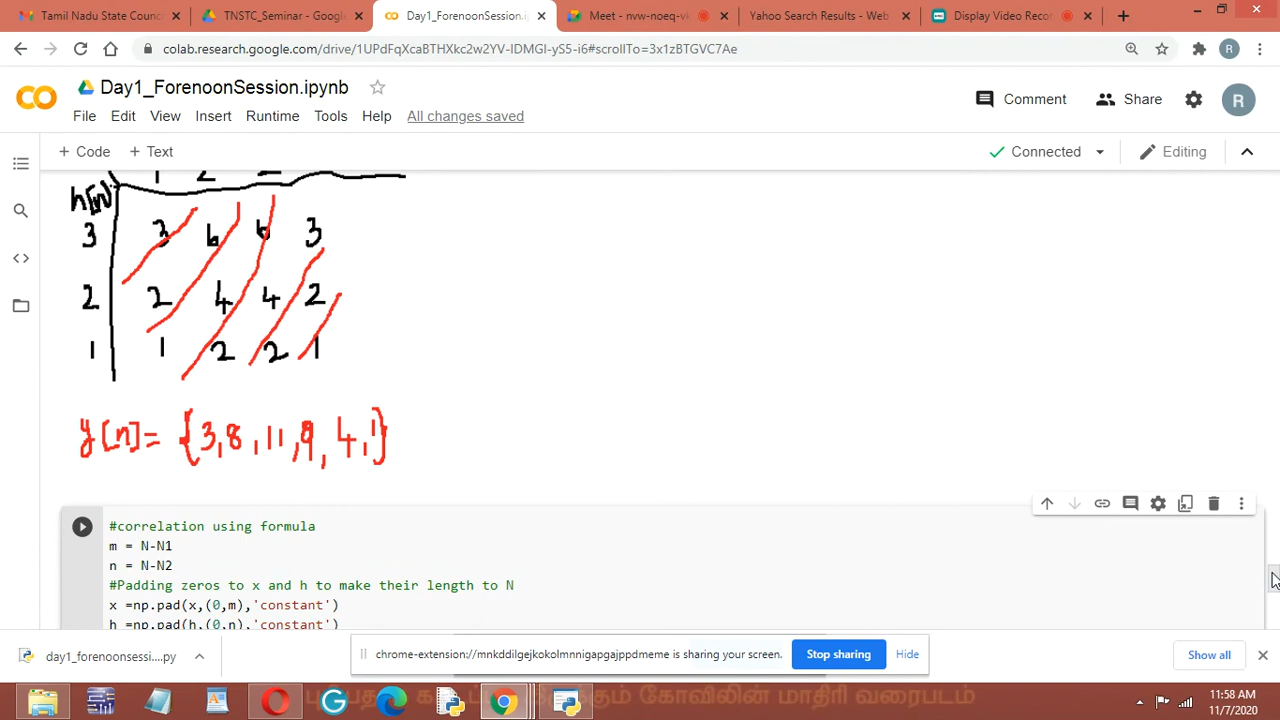 Tamil Nadu State Counc
TNSTC_Seminar - Google
Day1_ForenoonSession.i
Meet - nvw-noeq-vk
Yahoo Search Results - Web
Display Video Reco
colab.research.google.com/drive/1UPdFqXcaBTHXkc2w2YV-IDMGI-yS5-i6#scrollTo=3x1zBTGVC7Ae
R
CO Day1_ForenoonSession.ipynb
File Edit View Insert Runtime Tools Help All changes saved
Comment Share R
+ Code + Text
Connected Editing
h[n]
3 3 6 6 3
2 2 4 4 2
1 1 2 2 1
y[n]= {3,8,11,9,4,1}
#correlation using formula
m = N-N1
n = N-N2
#Padding zeros to x and h to make their length to N
x =np.pad(x,(0,m),'constant')
h =np.pad(h,(0,n),'constant')
day1_forenoonsessi....py
chrome-extension://mnkddilgejkokolmnnigapgajppdmeme is sharing your screen. Stop sharing Hide
Show all
11:58 AM
11/7/2020